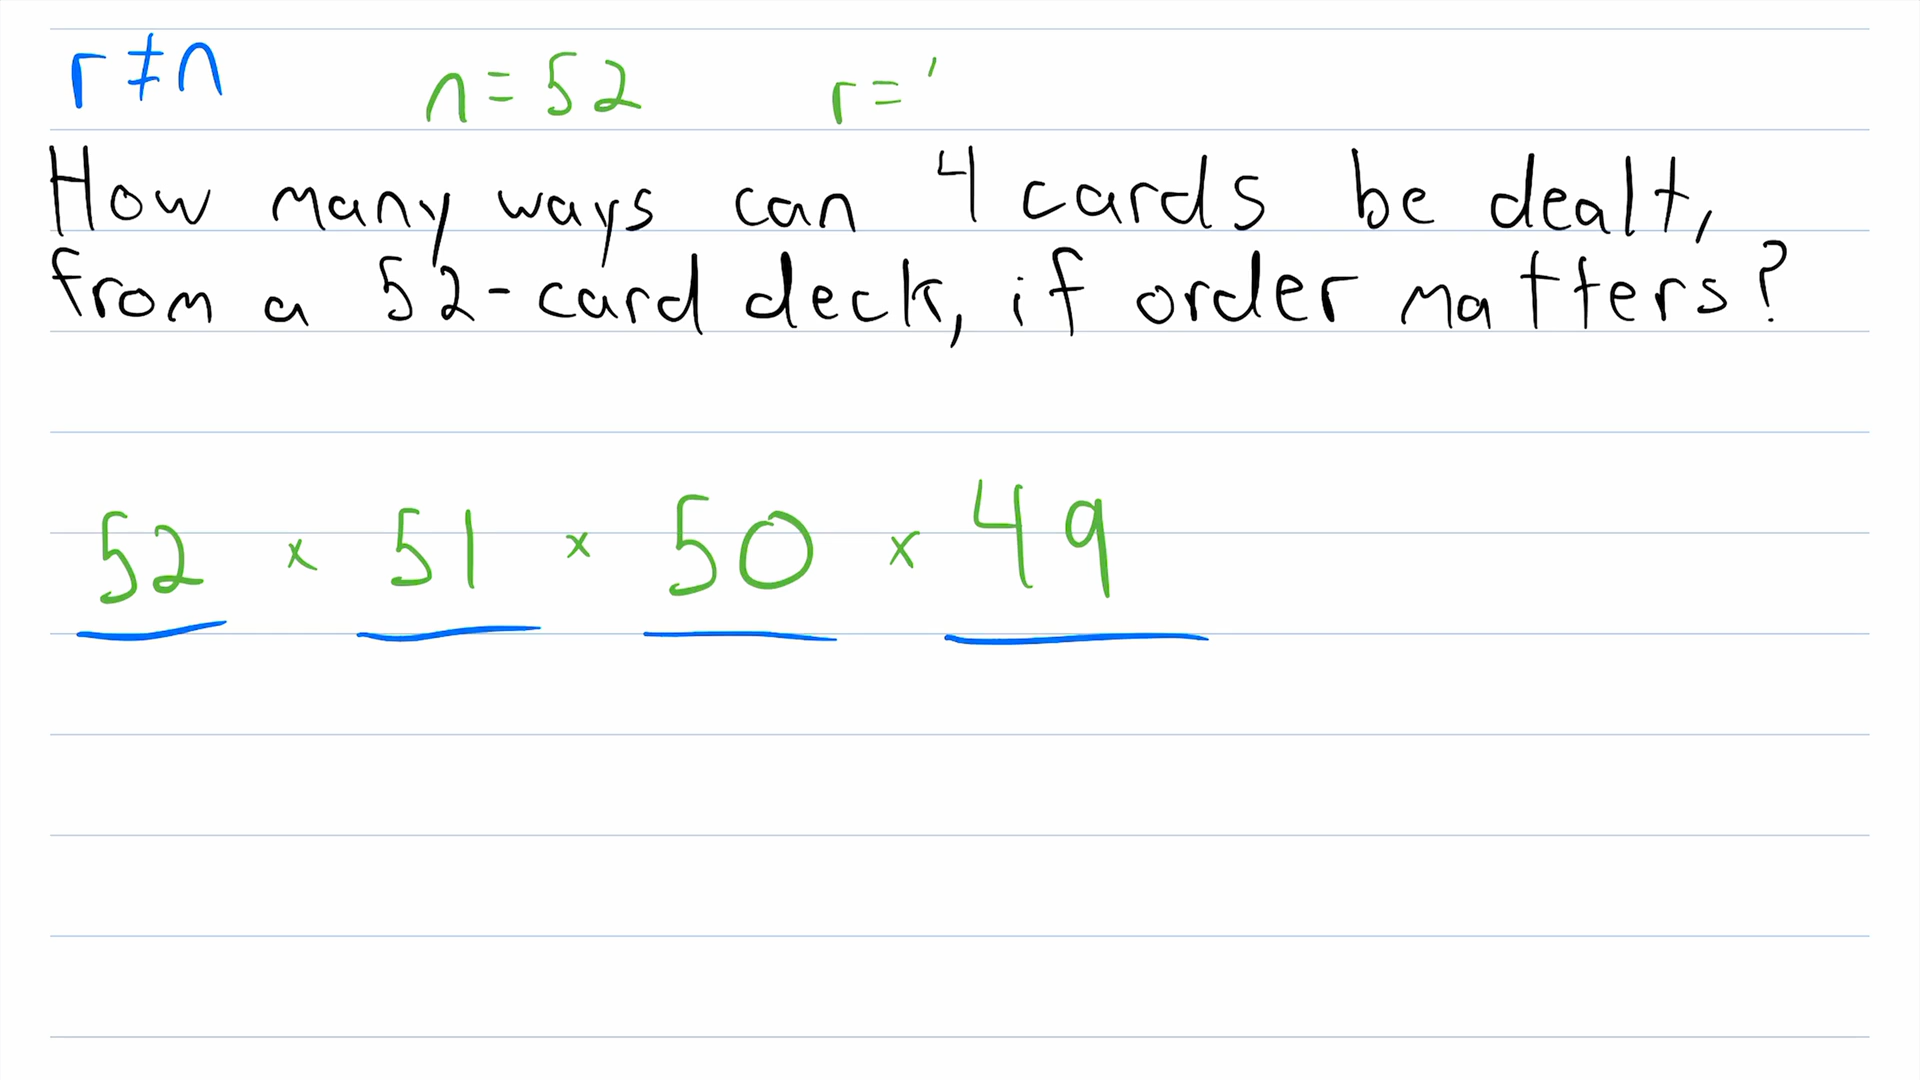 r ≠ n n = 52 r = '
How many ways can 4 cards be dealt,
from a 52-card deck, if order matters?
52 × 51 × 50 × 49